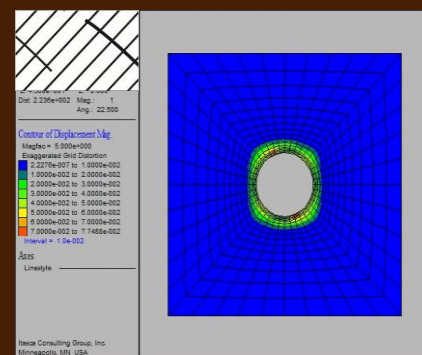 Dist: 2.236e+002 Mag.: 1
Ang.: 22.500
Contour of Displacement Mag.
Magfac = 5.000e+000
Exaggerated Grid Distortion
2.2276e-007 to 1.0000e-002
1.0000e-002 to 2.0000e-002
2.0000e-002 to 3.0000e-002
3.0000e-002 to 4.0000e-002
4.0000e-002 to 5.0000e-002
5.0000e-002 to 6.0000e-002
6.0000e-002 to 7.0000e-002
7.0000e-002 to 7.7488e-002
Interval = 1.0e-002
Axes
Linestyle
Itasca Consulting Group, Inc.
Minneapolis, MN USA